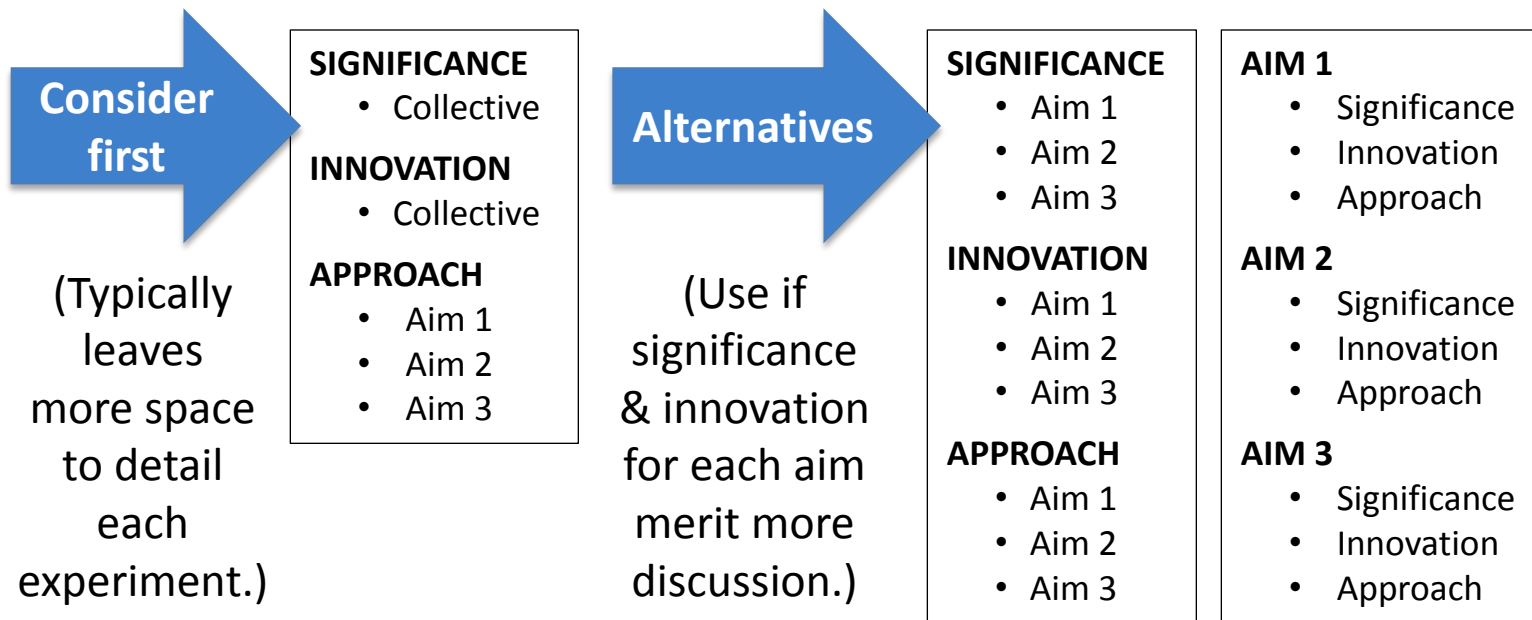 Consider
first
(Typically
leaves
more space
to detail
each
experiment.)
SIGNIFICANCE
• Collective
INNOVATION
• Collective
APPROACH
• Aim 1
• Aim 2
• Aim 3
Alternatives
(Use if
significance
& innovation
for each aim
merit more
discussion.)
SIGNIFICANCE
• Aim 1
• Aim 2
• Aim 3
INNOVATION
• Aim 1
• Aim 2
• Aim 3
APPROACH
• Aim 1
• Aim 2
• Aim 3
AIM 1
• Significance
• Innovation
• Approach
AIM 2
• Significance
• Innovation
• Approach
AIM 3
• Significance
• Innovation
• Approach